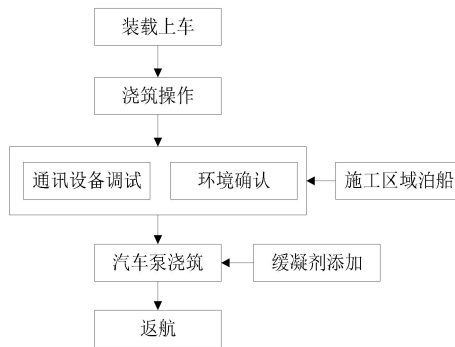 装载上车
浇筑操作
通讯设备调试
环境确认
施工区域泊船
汽车泵浇筑
缓凝剂添加
返航